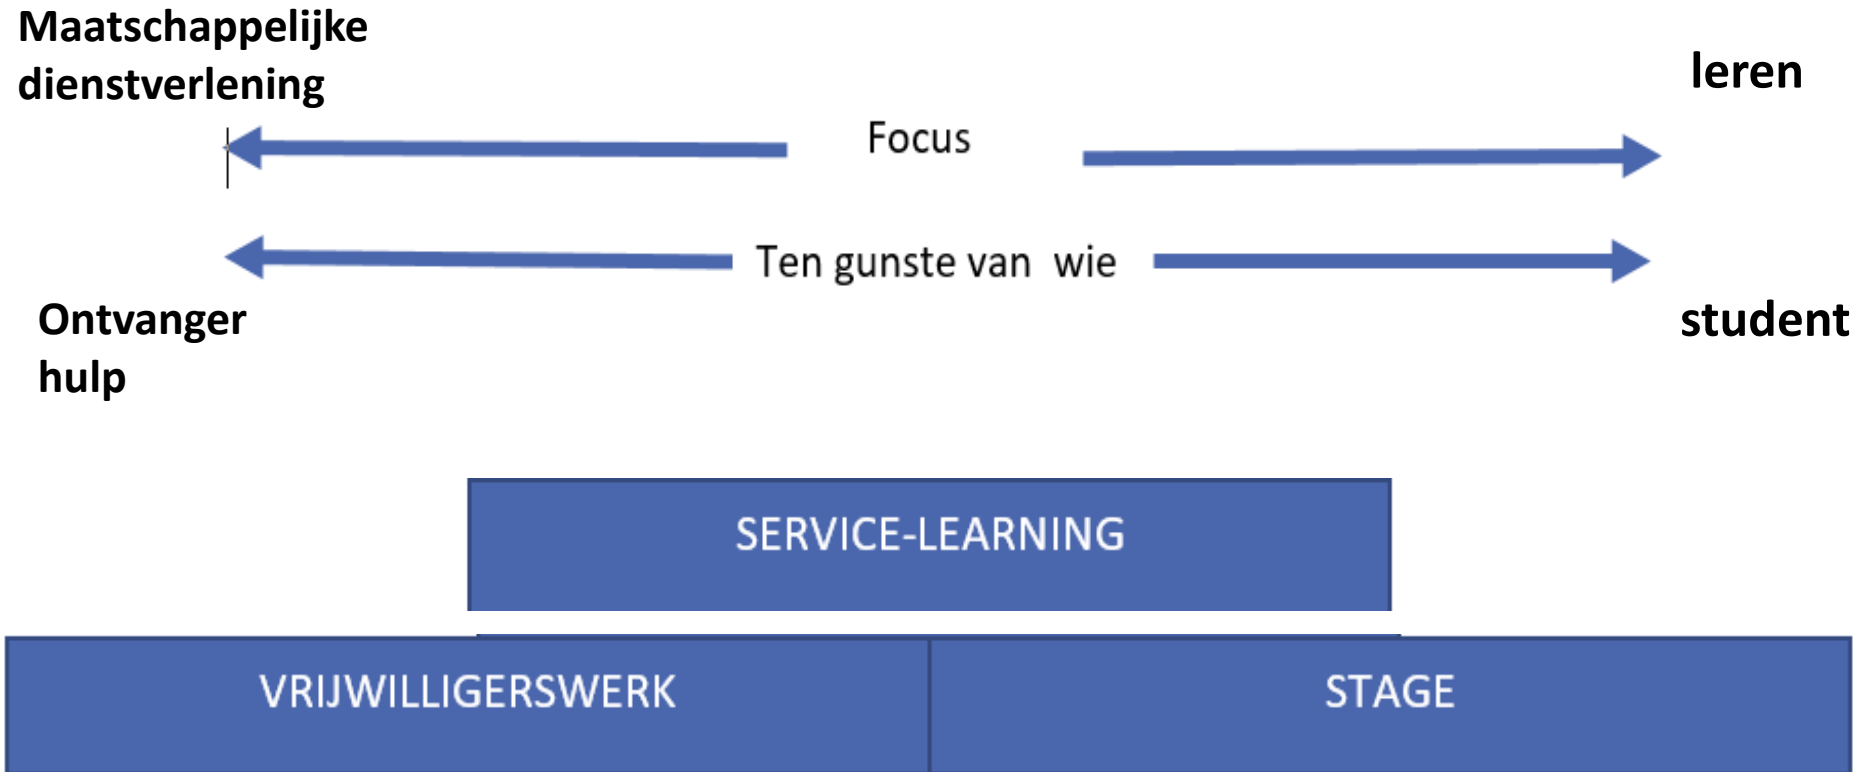 Maatschappelijke
dienstverlening
leren
Focus
Ten gunste van wie
Ontvanger
hulp
student
SERVICE-LEARNING
VRIJWILLIGERSWERK
STAGE